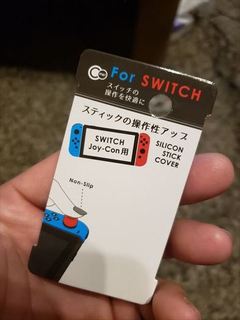 For SWITCH
スイッチの
操作を快適に
スティックの操作性アップ
SWITCH
Joy-Con用
SILICON
STICK
COVER
Non-Slip